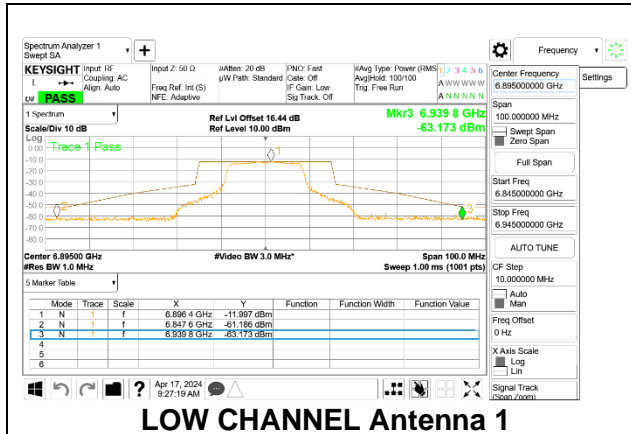 Spectrum Analyzer 1
Swept SA
Frequency
Settings
KEYSIGHT
Input: RF
Coupling: AC
Align: Auto
Input Z: 50 Ω
Freq Ref: Int (S)
NFE. Adaptive
#Atten: 20 dB
µW Path: Standard
PNO: Fast
Gate: Off
IF Gain: Low
Sig Track: Off
#Avg Type: Power (RMS
Avg|Hold: 100/100
Trig: Free Run
1 2 3 4 5 6
A W W W W W
A N N N N N
L
PASS
1 Spectrum
Scale/Div 10 dB
Ref Lvl Offset 16.44 dB
Ref Level 10.00 dBm
Mkr3 6.939 8 GHz
-63.173 dBm
Log
Trace 1 Pass
0.00
-10.0
-20.0
-30.0
-40.0
-50.0
-60.0
-70.0
-80.0
1
2
3
Center 6.89500 GHz
#Res BW 1.0 MHz
#Video BW 3.0 MHz*
Span 100.0 MHz
Sweep 1.00 ms (1001 pts)
5 Marker Table
Mode Trace Scale X Y Function Function Width Function Value
1 N 1 f 6.896 4 GHz -11.997 dBm
2 N 1 f 6.847 6 GHz -61.186 dBm
3 N 1 f 6.939 8 GHz -63.173 dBm
4
5
6
Center Frequency
6.895000000 GHz
Span
100.000000 MHz
Swept Span
Zero Span
Full Span
Start Freq
6.845000000 GHz
Stop Freq
6.945000000 GHz
AUTO TUNE
CF Step
10.000000 MHz
Auto
Man
Freq Offset
0 Hz
X Axis Scale
Log
Lin
Signal Track
(Span Zoom)
?
Apr 17, 2024
9:27:19 AM
LOW CHANNEL Antenna 1